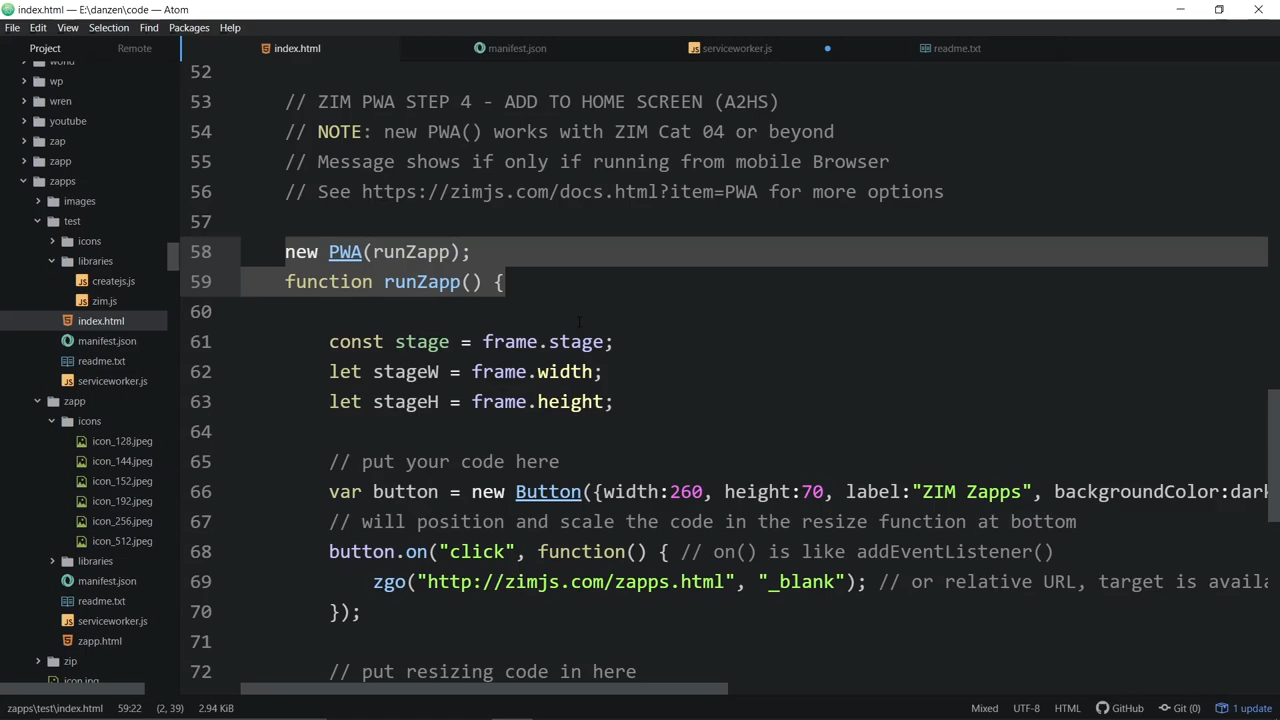 index.html — E:\danzen\code — Atom
File Edit View Selection Find Packages Help
Project Remote
index.html manifest.json serviceworker.js readme.txt
world
wp
wren
youtube
zap
zapp
zapps
images
test
icons
libraries
createjs.js
zim.js
index.html
manifest.json
readme.txt
serviceworker.js
zapp
icons
icon_128.jpeg
icon_144.jpeg
icon_152.jpeg
icon_192.jpeg
icon_256.jpeg
icon_512.jpeg
libraries
manifest.json
readme.txt
serviceworker.js
zapp.html
zip
icon.jpg
52
53 // ZIM PWA STEP 4 - ADD TO HOME SCREEN (A2HS)
54 // NOTE: new PWA() works with ZIM Cat 04 or beyond
55 // Message shows if only if running from mobile Browser
56 // See https://zimjs.com/docs.html?item=PWA for more options
57
58 new PWA(runZapp);
59 function runZapp() {
60
61 const stage = frame.stage;
62 let stageW = frame.width;
63 let stageH = frame.height;
64
65 // put your code here
66 var button = new Button({width:260, height:70, label:"ZIM Zapps", backgroundColor:dark
67 // will position and scale the code in the resize function at bottom
68 button.on("click", function() { // on() is like addEventListener()
69 zgo("http://zimjs.com/zapps.html", "_blank"); // or relative URL, target is availa
70 });
71
72 // put resizing code in here
zapps\test\index.html 59:22 (2, 39) 2.94 KiB Mixed UTF-8 HTML GitHub Git (0) 1 update